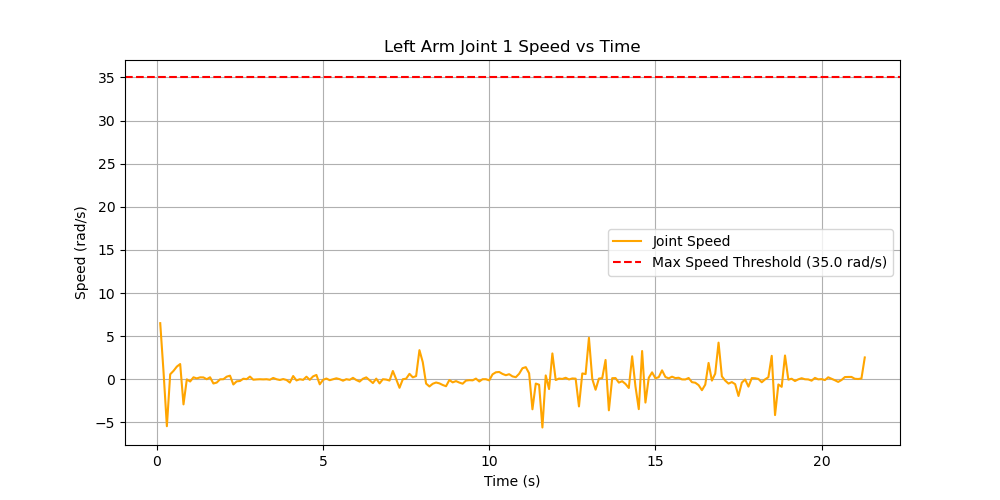 Left Arm Joint 1 Speed vs Time
Speed (rad/s)
35
30
25
20
15
10
5
0
−5
Joint Speed
Max Speed Threshold (35.0 rad/s)
0
5
10
15
20
Time (s)